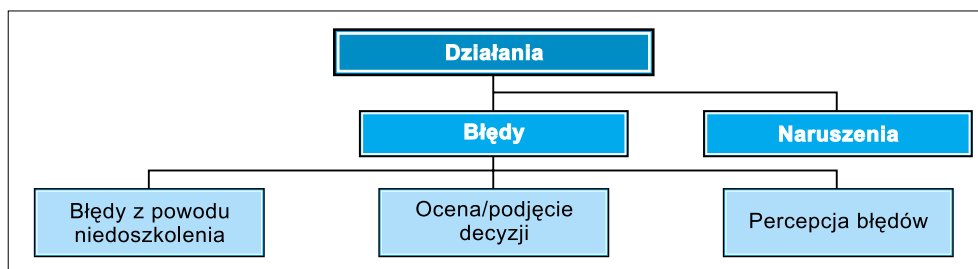 Działania
Błędy
Naruszenia
Błędy z powodu
niedoszkolenia
Ocena/podjęcie
decyzji
Percepcja błędów